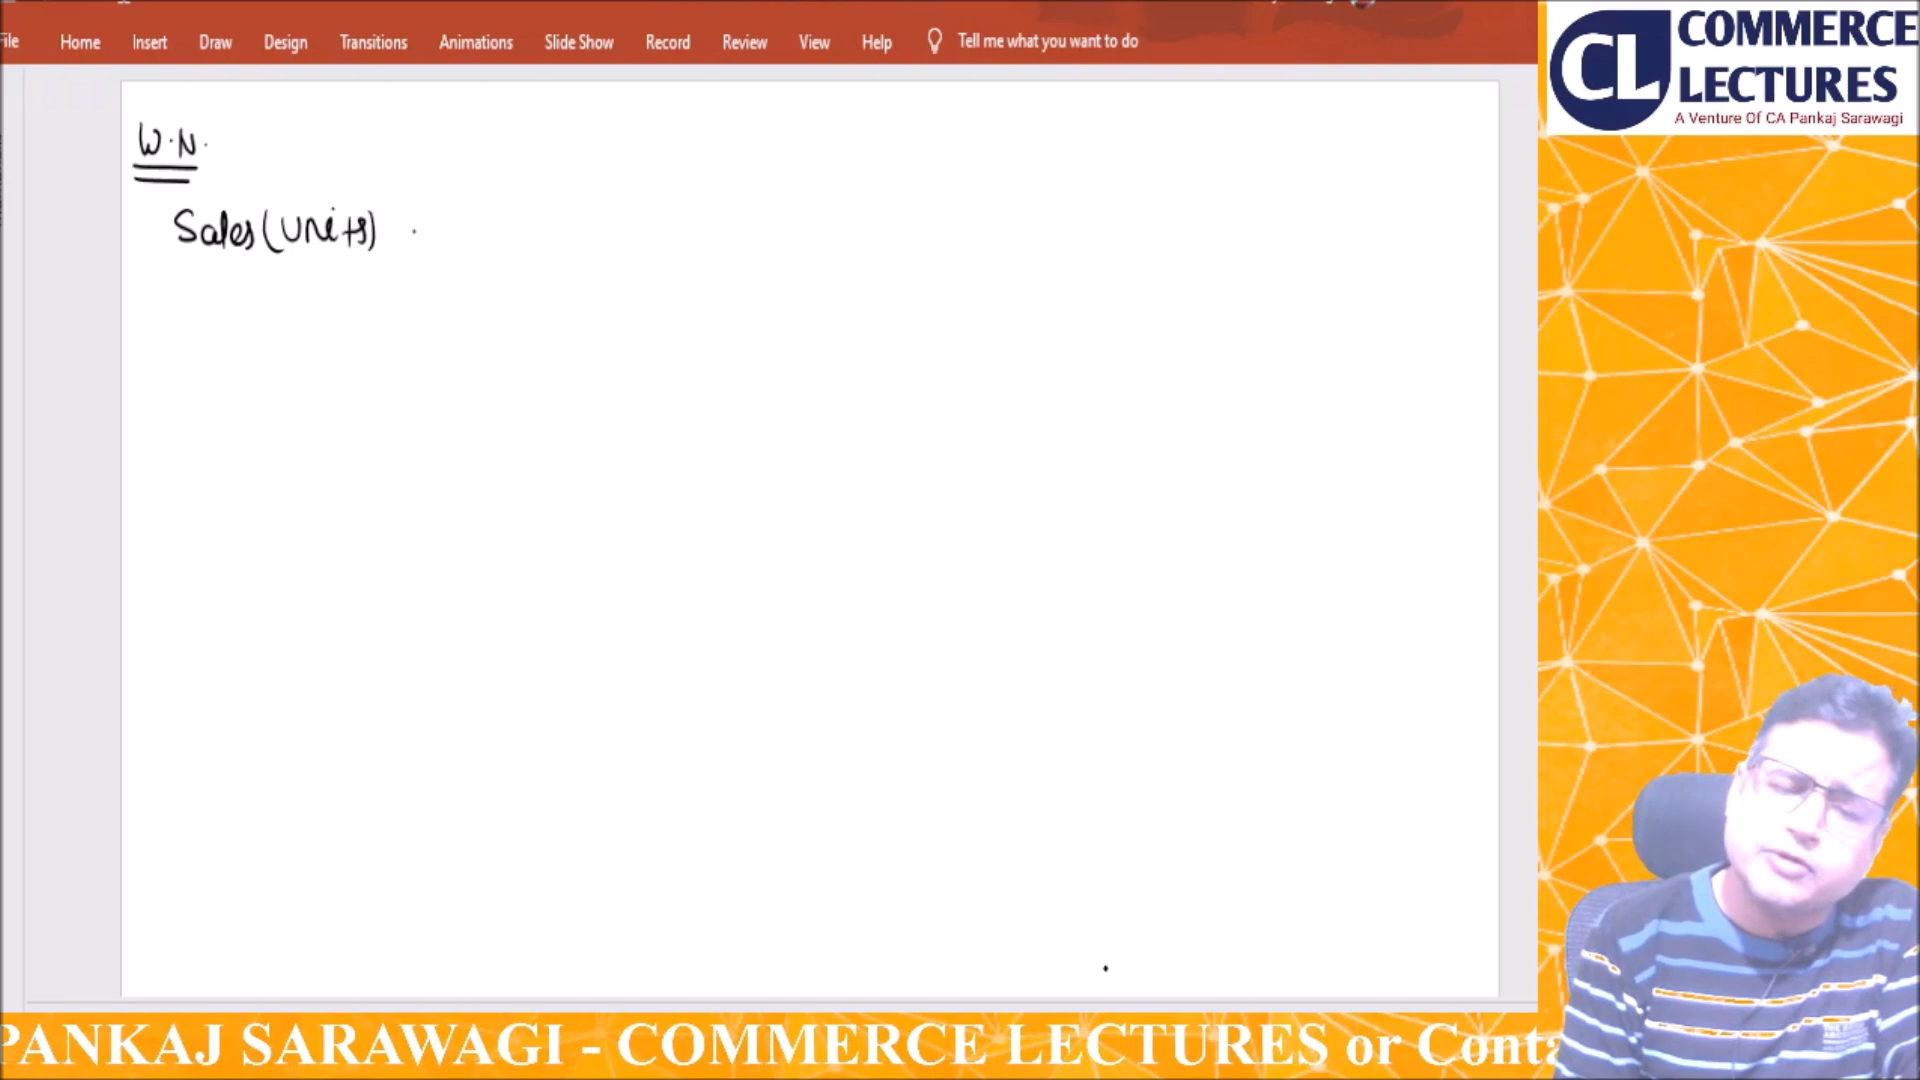 File Home Insert Draw Design Transitions Animations Slide Show Record Review View Help Tell me what you want to do
CL COMMERCE
LECTURES
A Venture Of CA Pankaj Sarawagi
W.N.
Sales (Units)
PANKAJ SARAWAGI - COMMERCE LECTURES or Conta